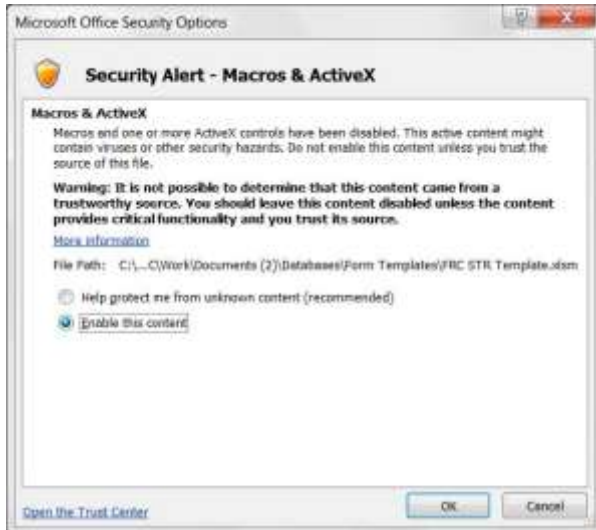 Microsoft Office Security Options
Security Alert - Macros & ActiveX
Macros & ActiveX
Macros and one or more ActiveX controls have been disabled. This active content might
contain viruses or other security hazards. Do not enable this content unless you trust the
source of this file.
Warning: It is not possible to determine that this content came from a
trustworthy source. You should leave this content disabled unless the content
provides critical functionality and you trust its source.
More information
File Path: C:\...C\Work\Documents (2)\Databases\Form Templates\FRC STR Template.xlsm
Help protect me from unknown content (recommended)
Enable this content
Open the Trust Center
OK
Cancel